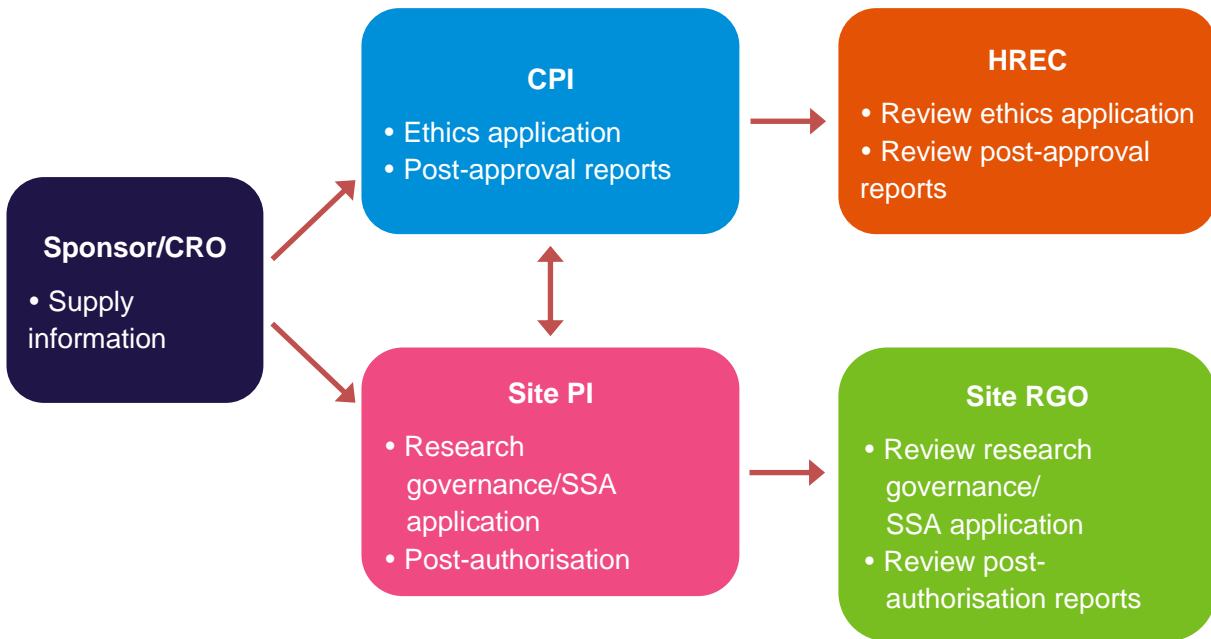 Sponsor/CRO
• Supply
information
CPI
• Ethics application
• Post-approval reports
HREC
• Review ethics application
• Review post-approval
reports
Site PI
• Research
governance/SSA
application
• Post-authorisation
Site RGO
• Review research
governance/
SSA application
• Review post-
authorisation reports